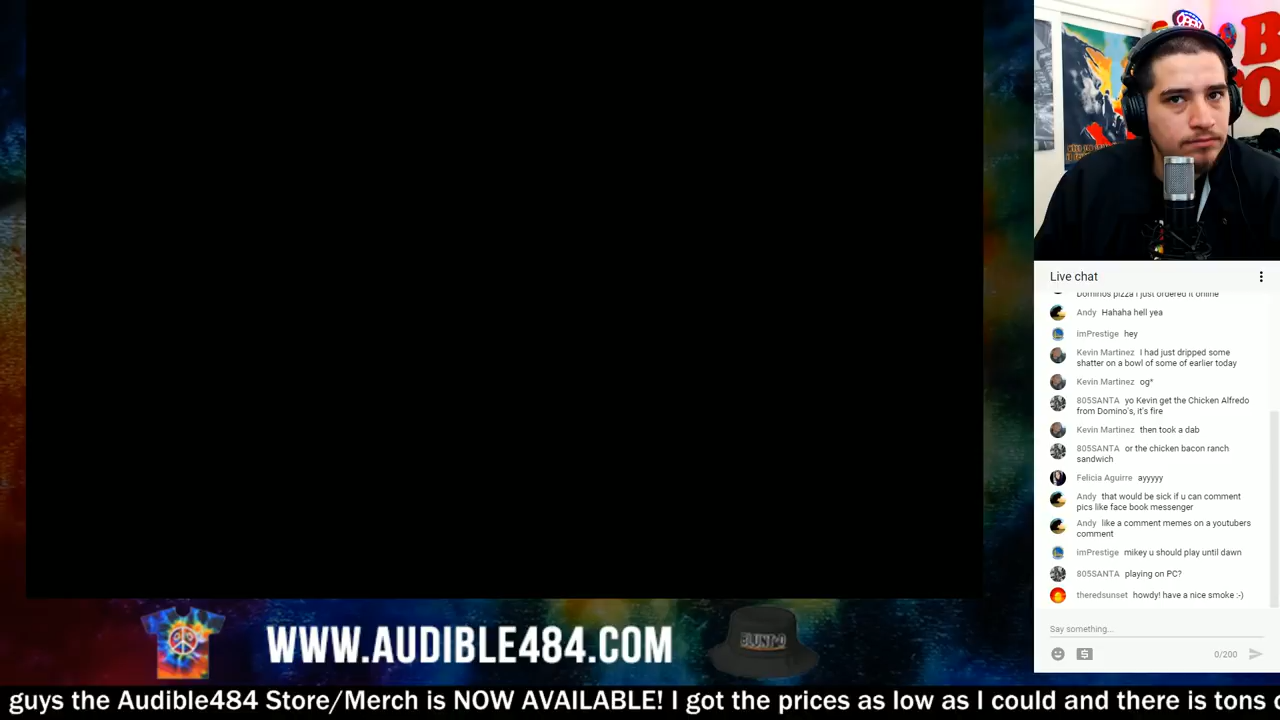 OPEN
B
Live chat
Dominos pizza i just ordered it online
Andy Hahaha hell yea
imPrestige hey
Kevin Martinez I had just dripped some
shatter on a bowl of some of earlier today
Kevin Martinez og*
805SANTA yo Kevin get the Chicken Alfredo
from Domino's, it's fire
Kevin Martinez then took a dab
805SANTA or the chicken bacon ranch
sandwich
Felicia Aguirre ayyyyy
Andy that would be sick if u can comment
pics like face book messenger
Andy like a comment memes on a youtubers
comment
imPrestige mikey u should play until dawn
805SANTA playing on PC?
theredsunset howdy! have a nice smoke :-)
Say something...
0/200
WWW.AUDIBLE484.COM
guys the Audible484 Store/Merch is NOW AVAILABLE! I got the prices as low as I could and there is tons